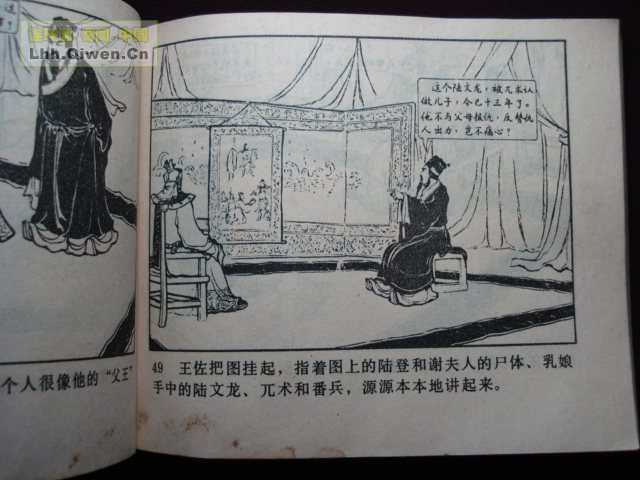 Lhh.Qiwen.Cn
个人很像他的“父王”
这个陆文龙，被兀术认
做儿子，今已十三年了。
他不与父母报仇，反替仇
人出力，岂不痛心？
49 王佐把图挂起，指着图上的陆登和谢夫人的尸体、乳娘
手中的陆文龙、兀术和番兵，源源本本地讲起来。